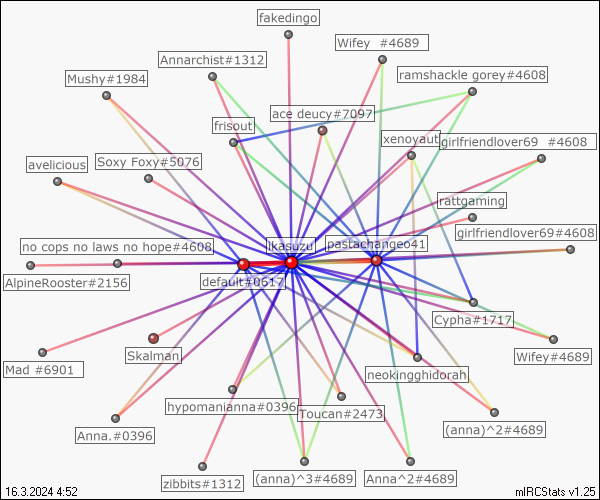 fakedingo
Wifey  #4689
Annarchist#1312
ramshackle gorey#4608
Mushy#1984
ace deucy#7097
frisout
xenoyaut
girlfriendlover69  #4608
Soxy Foxy#5076
avelicious
rattgaming
girlfriendlover69#4608
no cops no laws no hope#4608
ikasuzu
pastachangeo41
AlpineRooster#2156
default#0617
Cypha#1717
Skalman
Wifey#4689
Mad #6901
neokingghidorah
hypomanianna#0396
Toucan#2473
Anna.#0396
(anna)^2#4689
zibbits#1312
(anna)^3#4689
Anna^2#4689
16.3.2024 4:52
mIRCStats v1.25